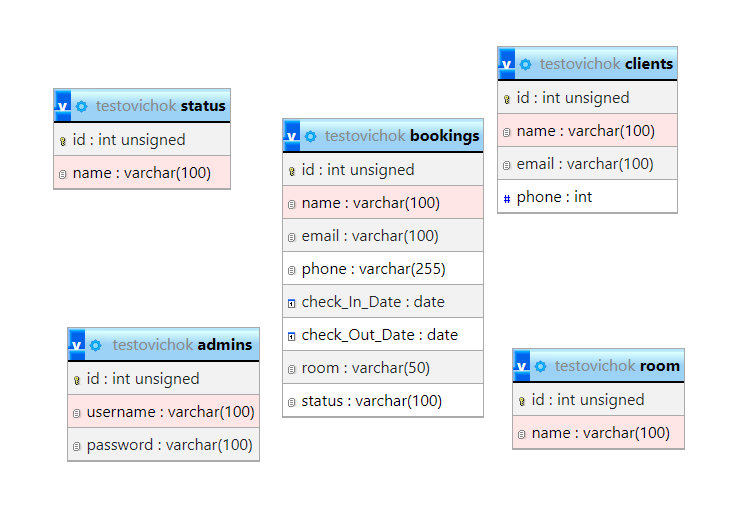 v testovichok status
id : int unsigned
name : varchar(100)
v testovichok bookings
id : int unsigned
name : varchar(100)
email : varchar(100)
phone : varchar(255)
check_In_Date : date
check_Out_Date : date
room : varchar(50)
status : varchar(100)
v testovichok clients
id : int unsigned
name : varchar(100)
email : varchar(100)
# phone : int
v testovichok admins
id : int unsigned
username : varchar(100)
password : varchar(100)
v testovichok room
id : int unsigned
name : varchar(100)